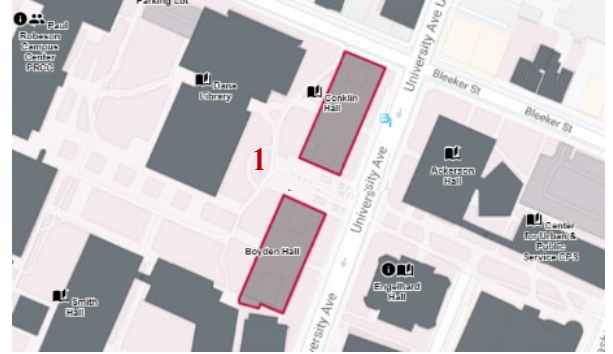 Parking Lot
Paul
Robeson
Campus
Center
PRCC
Dana
Library
Conklin
Hall
University Ave U
Bleeker St
Bleeker St
1
University Ave
Ackerson
Hall
Boyden Hall
Center
for Urban &
Public
Service CPS
Engelhard
Hall
Smith
Hall
versity Ave